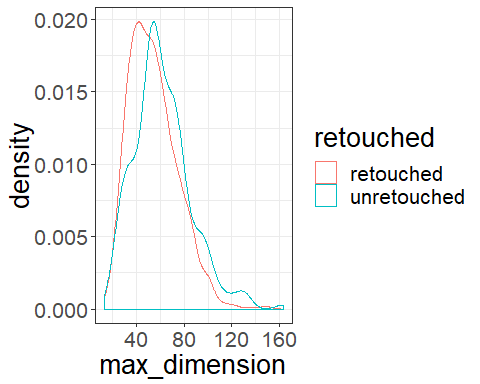 0.020
0.015
0.010
0.005
0.000
density
40 80 120 160
max_dimension
retouched
retouched
unretouched